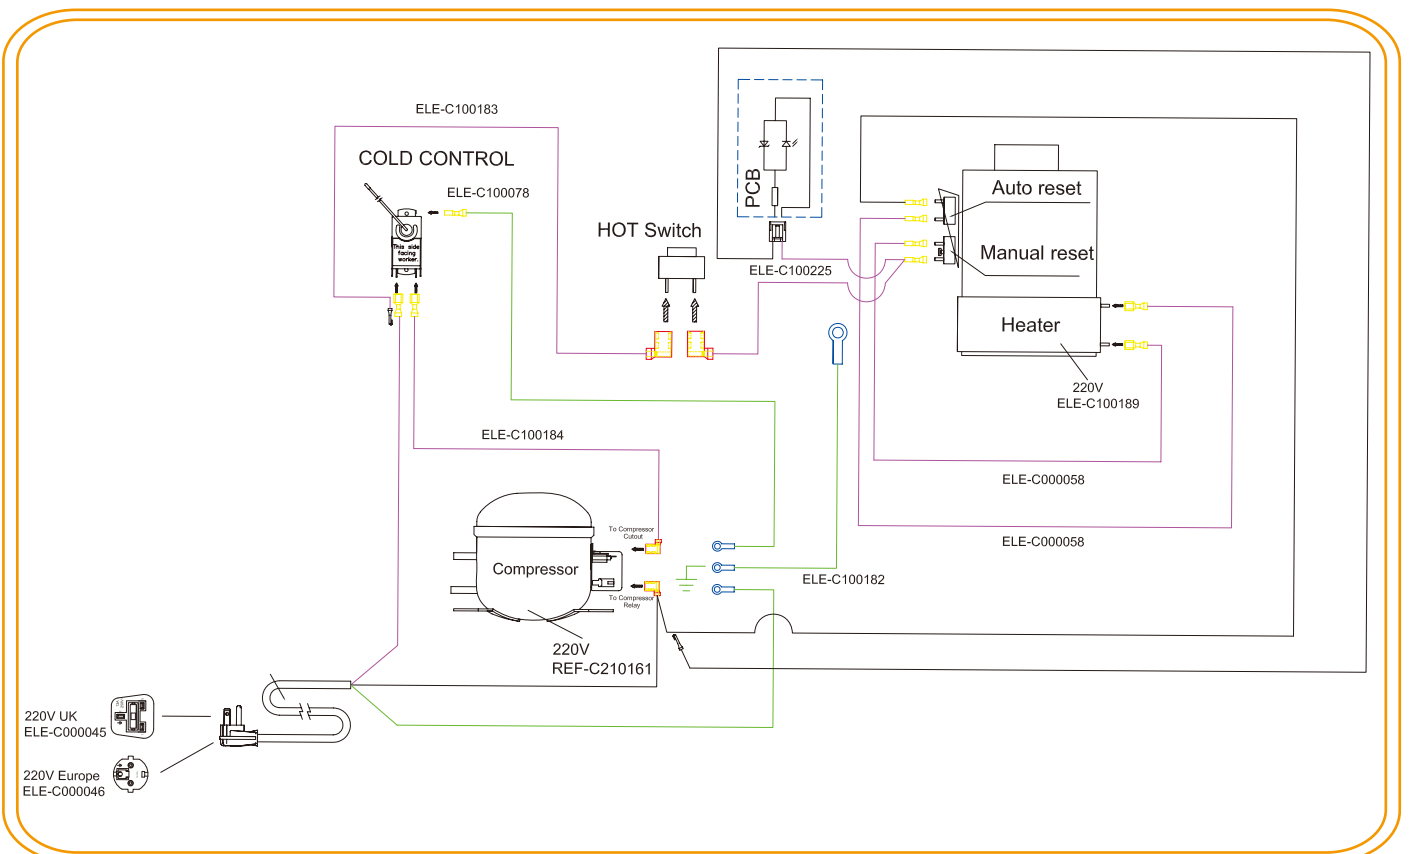 ELE-C100183
COLD CONTROL
ELE-C100078
This side
facing
worker.
HOT Switch
PCB
ELE-C100225
Auto reset
Manual reset
Heater
220V
ELE-C100189
ELE-C000058
ELE-C000058
ELE-C100184
To Compressor
Cutout
Compressor
To Compressor
Relay
ELE-C100182
220V
REF-C210161
220V UK
ELE-C000045
220V Europe
ELE-C000046